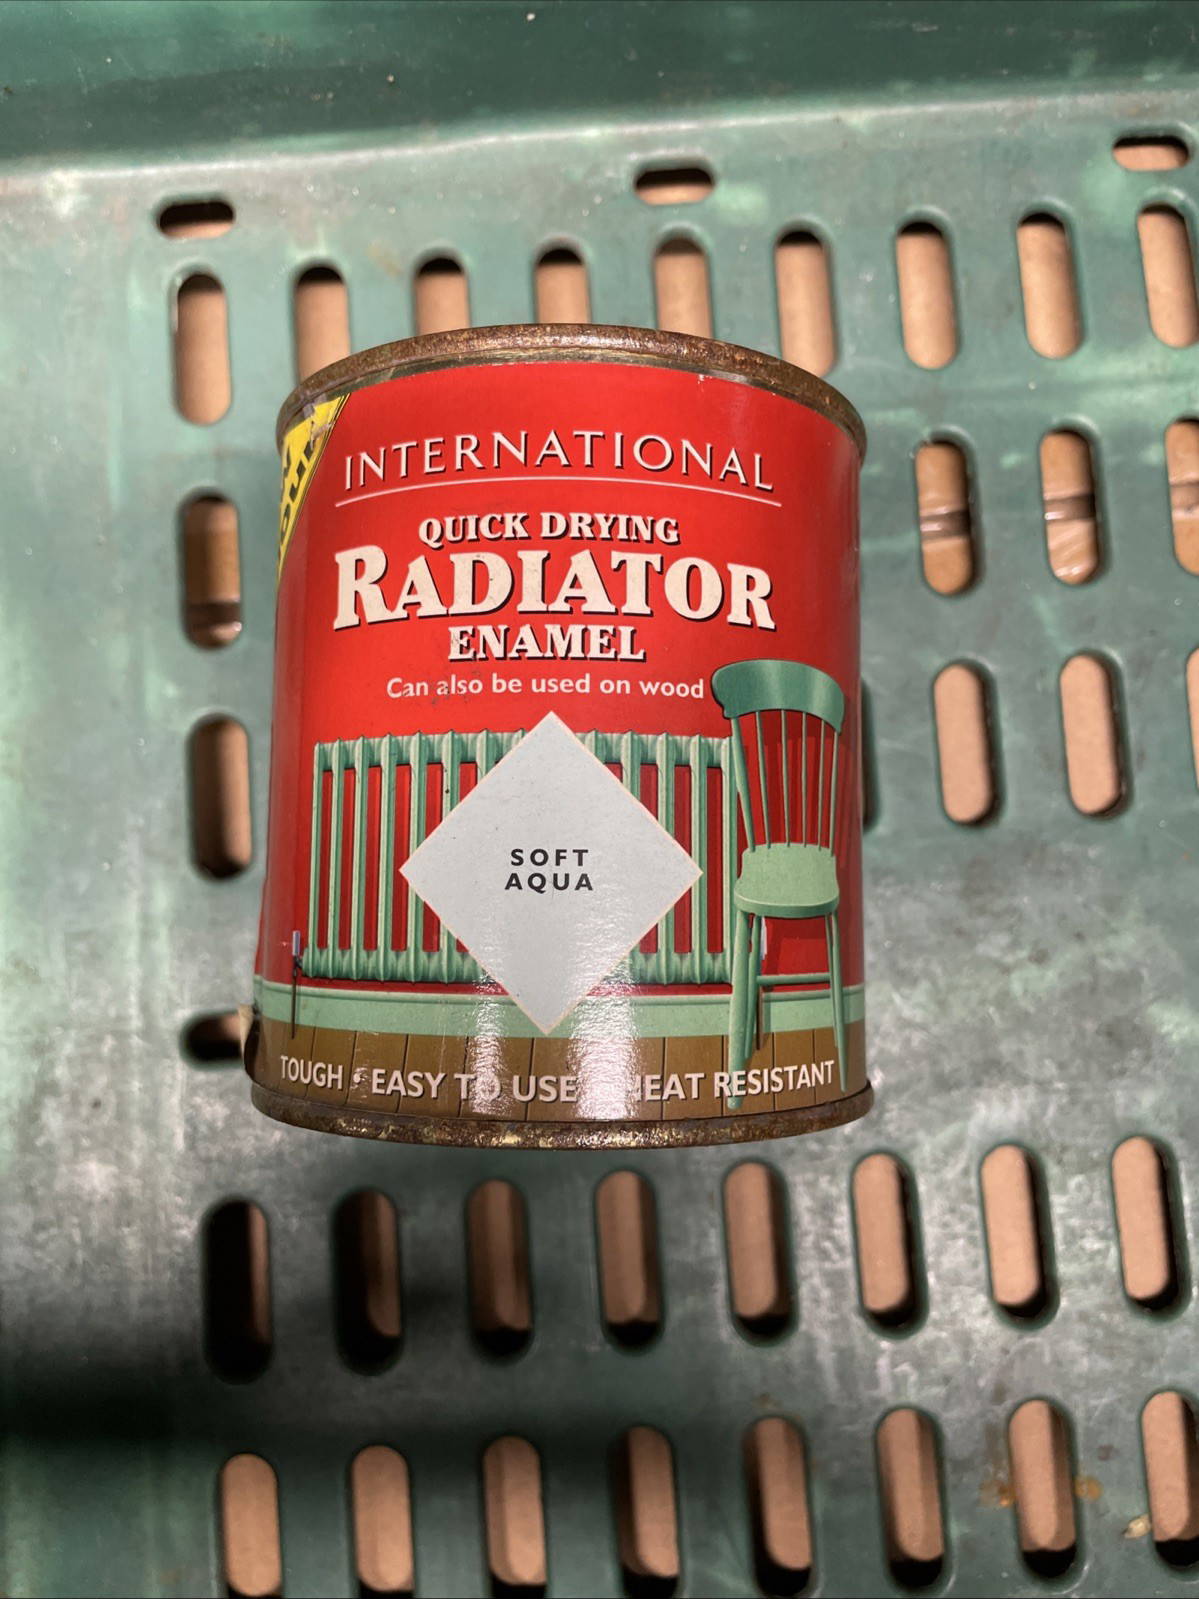 INTERNATIONAL
QUICK DRYING
RADIATOR
ENAMEL
Can also be used on wood
SOFT
AQUA
TOUGH • EASY TO USE • HEAT RESISTANT